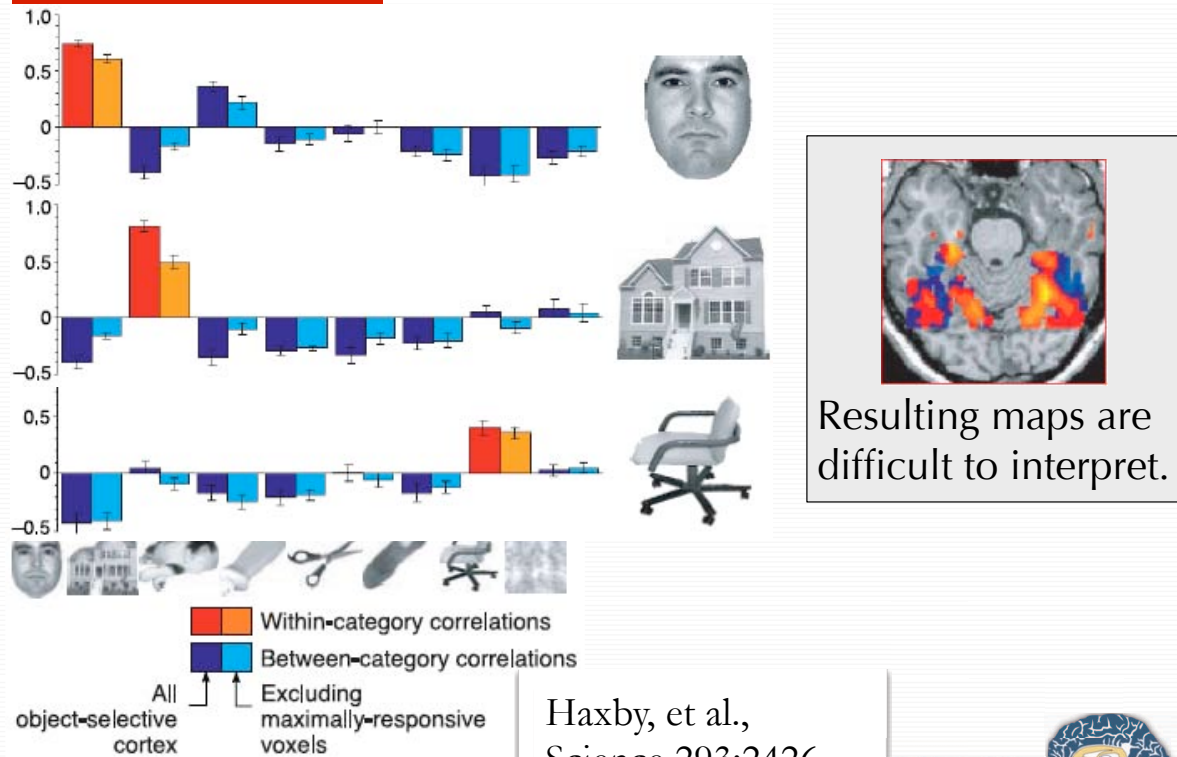 1.0
0.5
0
−0.5
1.0
0.5
0
−0.5
0.5
0
−0.5
Resulting maps are
difficult to interpret.
Within-category correlations
Between-category correlations
All
object-selective
cortex
Excluding
maximally-responsive
voxels
Haxby, et al.,